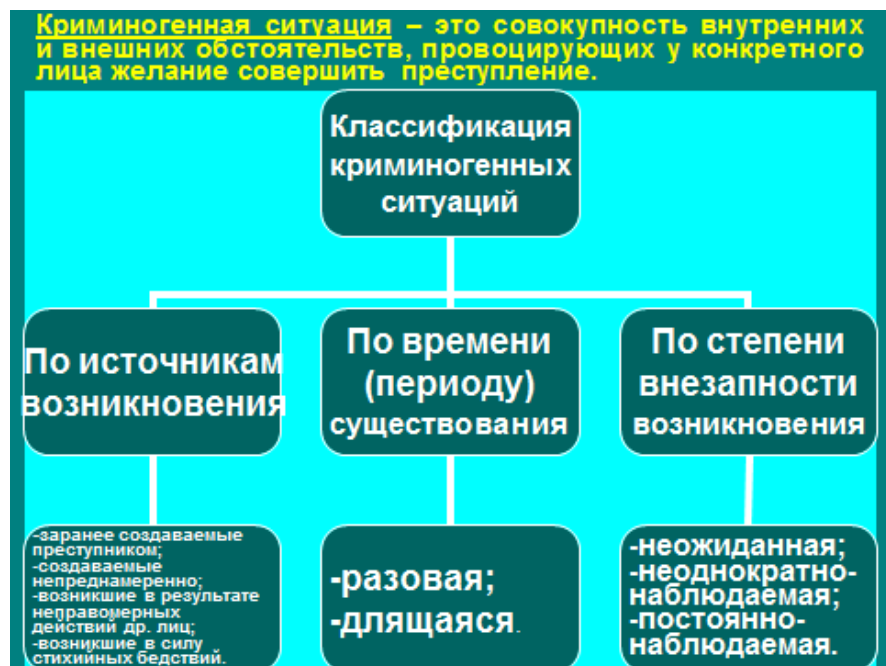 Криминогенная ситуация – это совокупность внутренних
и внешних обстоятельств, провоцирующих у конкретного
лица желание совершить преступление.
Классификация
криминогенных
ситуаций
По источникам
возникновения
По времени
(периоду)
существования
По степени
внезапности
возникновения
-заранее создаваемые
преступником;
-создаваемые
непреднамеренно;
-возникшие в результате
неправомерных
действий др. лиц;
-возникшие в силу
стихийных бедствий.
-разовая;
-длящаяся.
-неожиданная;
-неоднократно-
наблюдаемая;
-постоянно-
наблюдаемая.